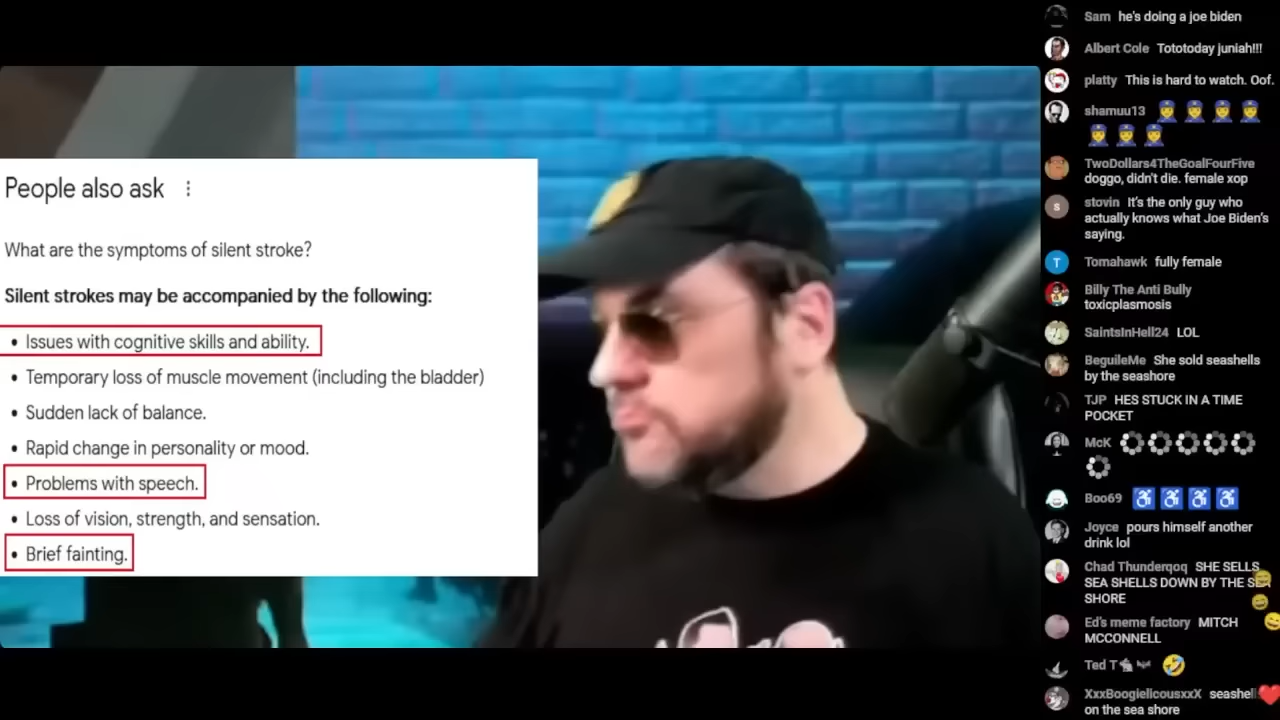 People also ask
What are the symptoms of silent stroke?
Silent strokes may be accompanied by the following:
• Issues with cognitive skills and ability.
• Temporary loss of muscle movement (including the bladder)
• Sudden lack of balance.
• Rapid change in personality or mood.
• Problems with speech.
• Loss of vision, strength, and sensation.
• Brief fainting.
Sam he's doing a joe biden
Albert Cole Tototoday juniah!!!
platty This is hard to watch. Oof.
shamuu13
TwoDollars4TheGoalFourFive
doggo, didn't die. female xop
stovin It's the only guy who
actually knows what Joe Biden's
saying.
Tomahawk fully female
Billy The Anti Bully
toxicplasmosis
SaintsInHell24 LOL
BeguileMe She sold seashells
by the seashore
TJP HES STUCK IN A TIME
POCKET
McK
Boo69
Joyce pours himself another
drink lol
Chad Thunderqoq SHE SELLS
SEA SHELLS DOWN BY THE SEA
SHORE
Ed's meme factory MITCH
MCCONNELL
Ted T
XxxBoogielicousxxX seashell
on the sea shore